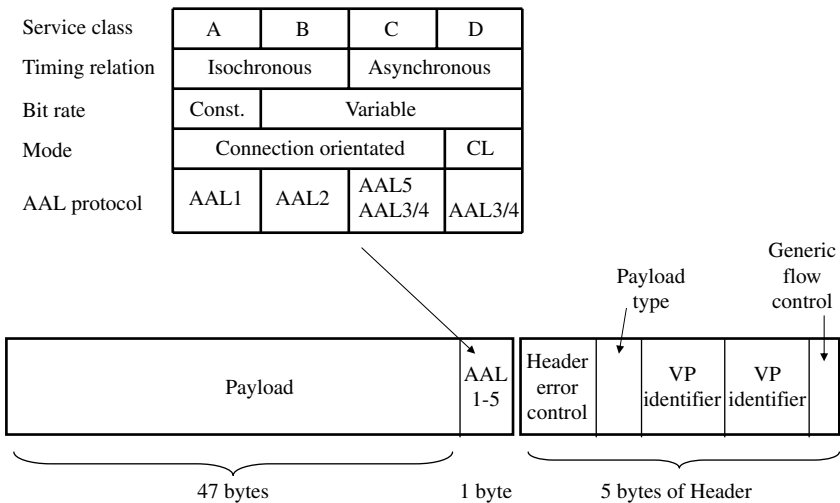 Service class A B C D
Timing relation Isochronous Asynchronous
Bit rate Const. Variable
Mode Connection orientated CL
AAL protocol AAL1 AAL2 AAL5 AAL3/4 AAL3/4
Generic
flow
control
Payload
type
Payload
AAL
1-5
Header
error
control
VP
identifier
VP
identifier
47 bytes
1 byte
5 bytes of Header